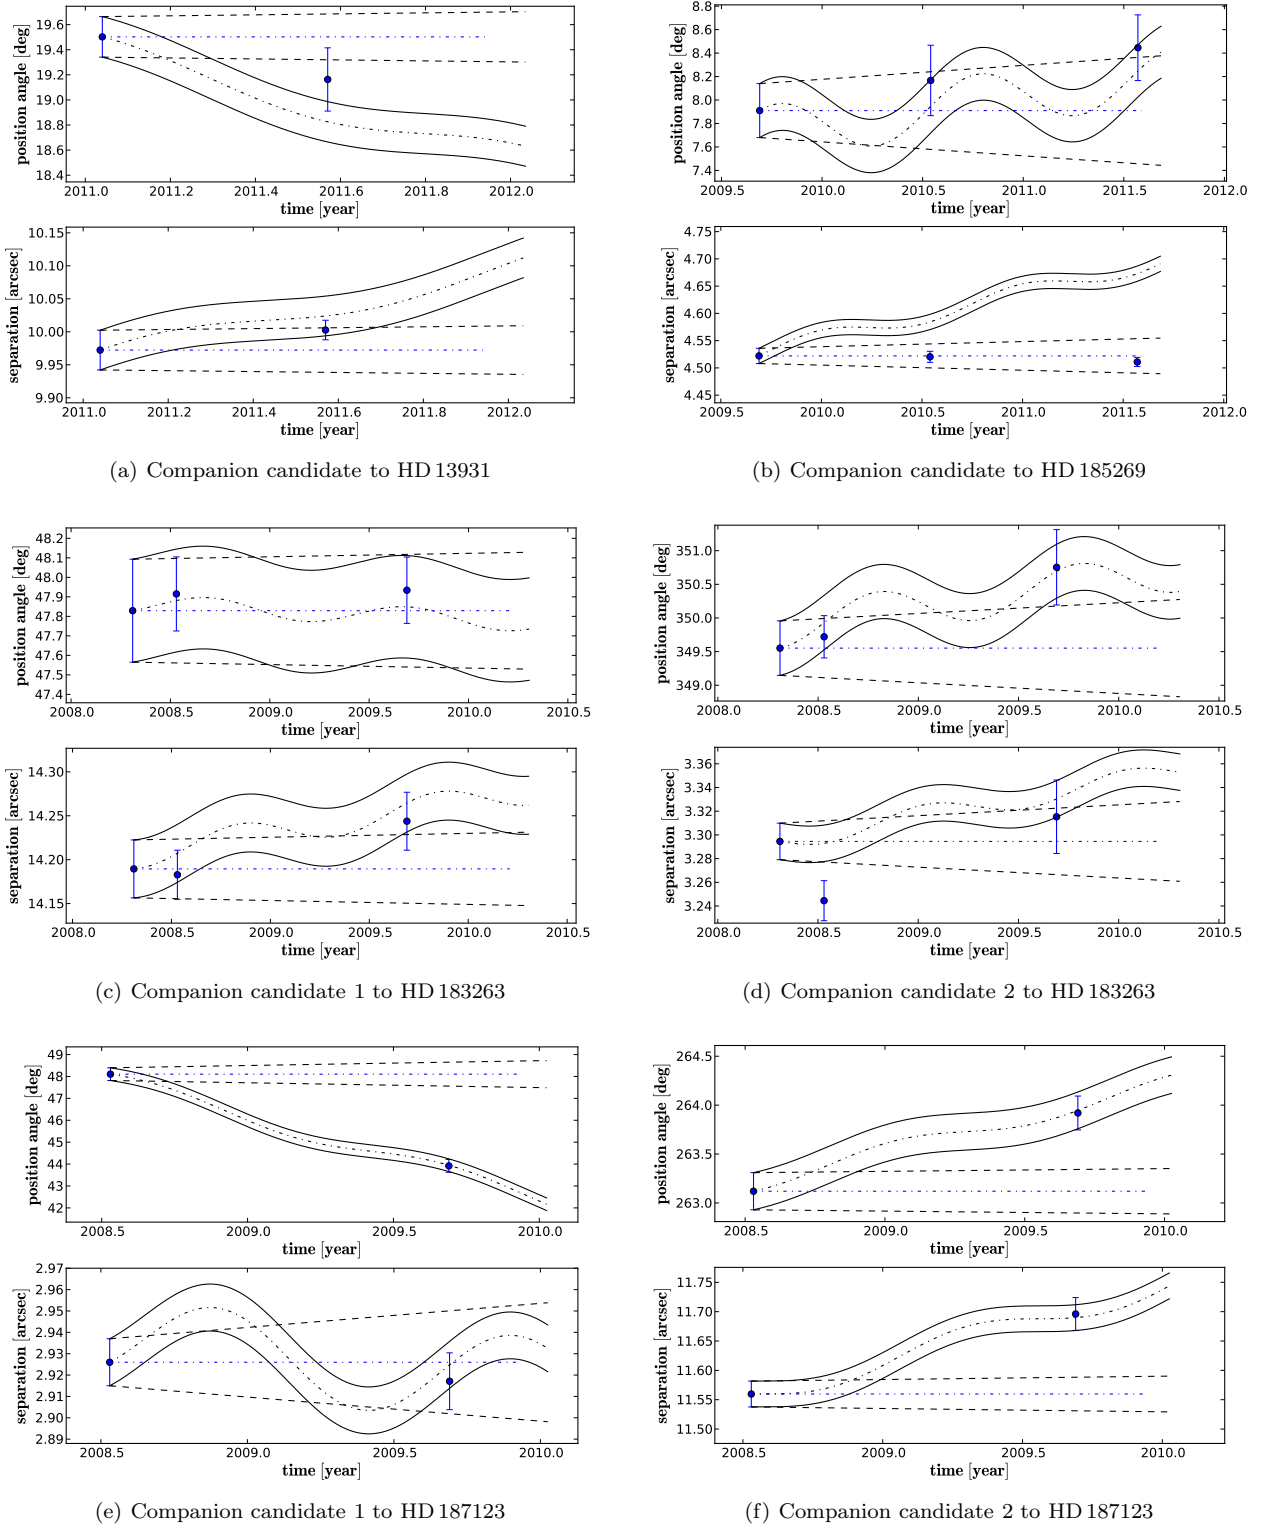 position angle [deg]
19.6
19.4
19.2
19.0
18.8
18.6
18.4
2011.0 2011.2 2011.4 2011.6 2011.8 2012.0
time [year]
separation [arcsec]
10.15
10.10
10.05
10.00
9.95
9.90
2011.0 2011.2 2011.4 2011.6 2011.8 2012.0
time [year]
(a) Companion candidate to HD 13931
position angle [deg]
8.8
8.6
8.4
8.2
8.0
7.8
7.6
7.4
2009.5 2010.0 2010.5 2011.0 2011.5 2012.0
time [year]
separation [arcsec]
4.75
4.70
4.65
4.60
4.55
4.50
4.45
2009.5 2010.0 2010.5 2011.0 2011.5 2012.0
time [year]
(b) Companion candidate to HD 185269
position angle [deg]
48.2
48.1
48.0
47.9
47.8
47.7
47.6
47.5
47.4
2008.0 2008.5 2009.0 2009.5 2010.0 2010.5
time [year]
separation [arcsec]
14.30
14.25
14.20
14.15
2008.0 2008.5 2009.0 2009.5 2010.0 2010.5
time [year]
(c) Companion candidate 1 to HD 183263
position angle [deg]
351.0
350.5
350.0
349.5
349.0
2008.0 2008.5 2009.0 2009.5 2010.0 2010.5
time [year]
separation [arcsec]
3.36
3.34
3.32
3.30
3.28
3.26
3.24
2008.0 2008.5 2009.0 2009.5 2010.0 2010.5
time [year]
(d) Companion candidate 2 to HD 183263
position angle [deg]
49
48
47
46
45
44
43
42
2008.5 2009.0 2009.5 2010.0
time [year]
separation [arcsec]
2.97
2.96
2.95
2.94
2.93
2.92
2.91
2.90
2.89
2008.5 2009.0 2009.5 2010.0
time [year]
(e) Companion candidate 1 to HD 187123
position angle [deg]
264.5
264.0
263.5
263.0
2008.5 2009.0 2009.5 2010.0
time [year]
separation [arcsec]
11.75
11.70
11.65
11.60
11.55
11.50
2008.5 2009.0 2009.5 2010.0
time [year]
(f) Companion candidate 2 to HD 187123